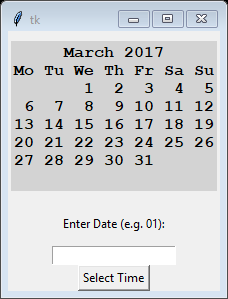 tk
March 2017
Mo Tu We Th Fr Sa Su
1 2 3 4 5
6 7 8 9 10 11 12
13 14 15 16 17 18 19
20 21 22 23 24 25 26
27 28 29 30 31
Enter Date (e.g. 01):
Select Time